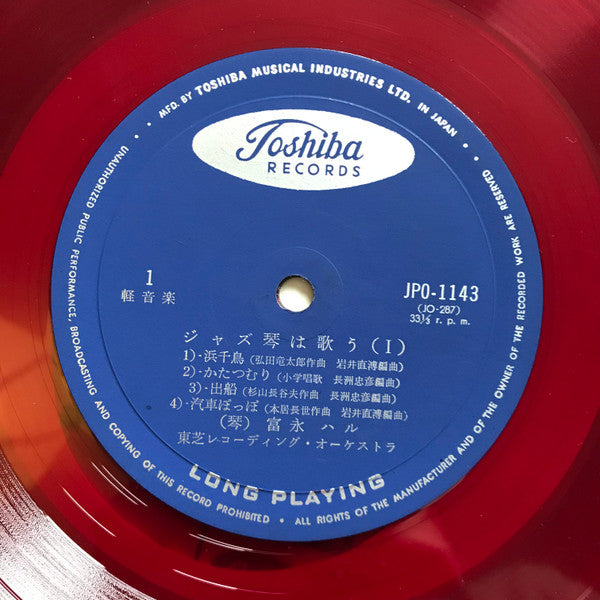 • MFD. BY TOSHIBA MUSICAL INDUSTRIES LTD. IN JAPAN •
Toshiba
RECORDS
1
軽音楽
JPO-1143
(JO-287)
33⅓ r. p. m.
ジャズ琴は歌う(I)
1)・浜千鳥(弘田竜太郎作曲 岩井直溥編曲)
2)・かたつむり(小学唱歌 長洲忠彦編曲)
3)・出船(杉山長谷夫作曲 長洲忠彦編曲)
4)・汽車ぽっぽ(本居長世作曲 岩井直溥編曲)
(琴) 富永 ハル
東芝レコーディング・オーケストラ
LONG PLAYING
UNAUTHORIZED PUBLIC PERFORMANCE, BROADCASTING AND COPYING OF THIS RECORD PROHIBITED • ALL RIGHTS OF THE MANUFACTURER AND OF THE OWNER OF THE RECORDED WORK ARE RESERVED